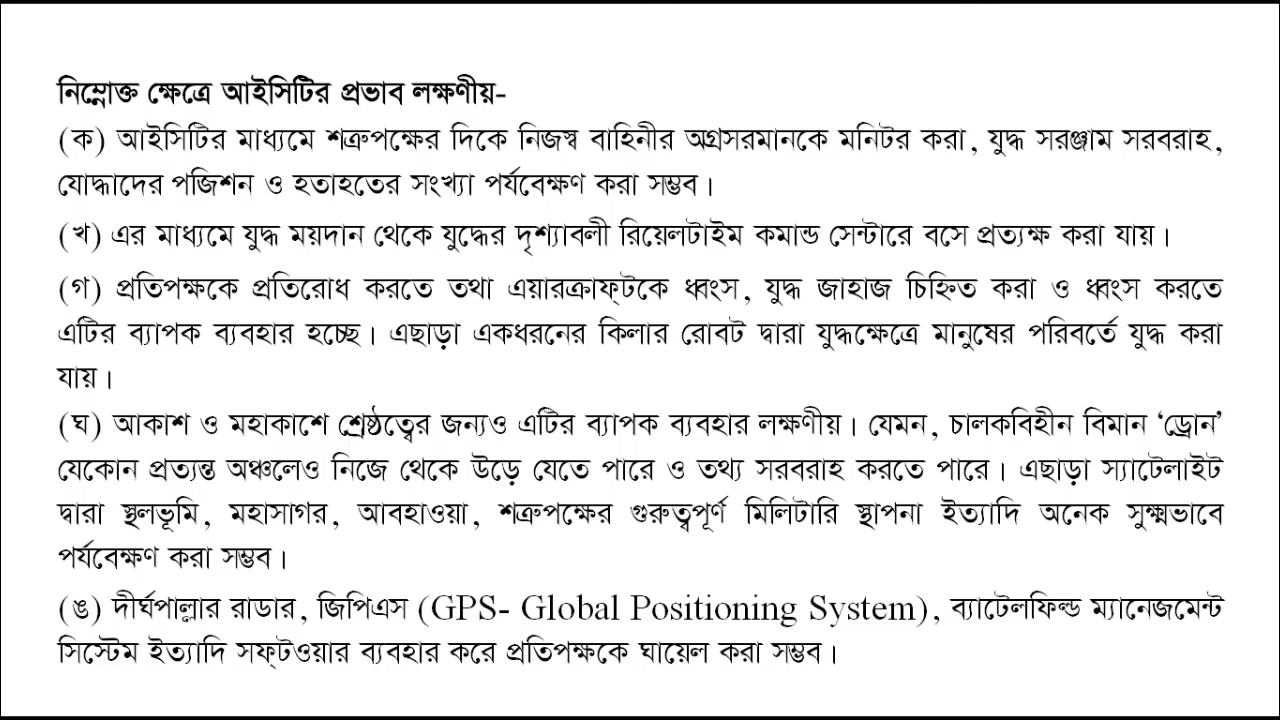 নিম্নোক্ত ক্ষেত্রে আইসিটির প্রভাব লক্ষণীয়-
(ক) আইসিটির মাধ্যমে শত্রুপক্ষের দিকে নিজস্ব বাহিনীর অগ্রসরমানকে মনিটর করা, যুদ্ধ সরঞ্জাম সরবরাহ,
যোদ্ধাদের পজিশন ও হতাহতের সংখ্যা পর্যবেক্ষণ করা সম্ভব।
(খ) এর মাধ্যমে যুদ্ধ ময়দান থেকে যুদ্ধের দৃশ্যাবলী রিয়েলটাইম কমান্ড সেন্টারে বসে প্রত্যক্ষ করা যায়।
(গ) প্রতিপক্ষকে প্রতিরোধ করতে তথা এয়ারক্রাফ্‌টকে ধ্বংস, যুদ্ধ জাহাজ চিহ্নিত করা ও ধ্বংস করতে
এটির ব্যাপক ব্যবহার হচ্ছে। এছাড়া একধরনের কিলার রোবট দ্বারা যুদ্ধক্ষেত্রে মানুষের পরিবর্তে যুদ্ধ করা
যায়।
(ঘ) আকাশ ও মহাকাশে শ্রেষ্ঠত্বের জন্যও এটির ব্যাপক ব্যবহার লক্ষণীয়। যেমন, চালকবিহীন বিমান ‘ড্রোন’
যেকোন প্রত্যন্ত অঞ্চলেও নিজে থেকে উড়ে যেতে পারে ও তথ্য সরবরাহ করতে পারে। এছাড়া স্যাটেলাইট
দ্বারা স্থলভূমি, মহাসাগর, আবহাওয়া, শত্রুপক্ষের গুরুত্বপূর্ণ মিলিটারি স্থাপনা ইত্যাদি অনেক সুক্ষ্মভাবে
পর্যবেক্ষণ করা সম্ভব।
(ঙ) দীর্ঘপাল্লার রাডার, জিপিএস (GPS- Global Positioning System), ব্যাটেলফিল্ড ম্যানেজমেন্ট
সিস্টেম ইত্যাদি সফ্‌টওয়ার ব্যবহার করে প্রতিপক্ষকে ঘায়েল করা সম্ভব।